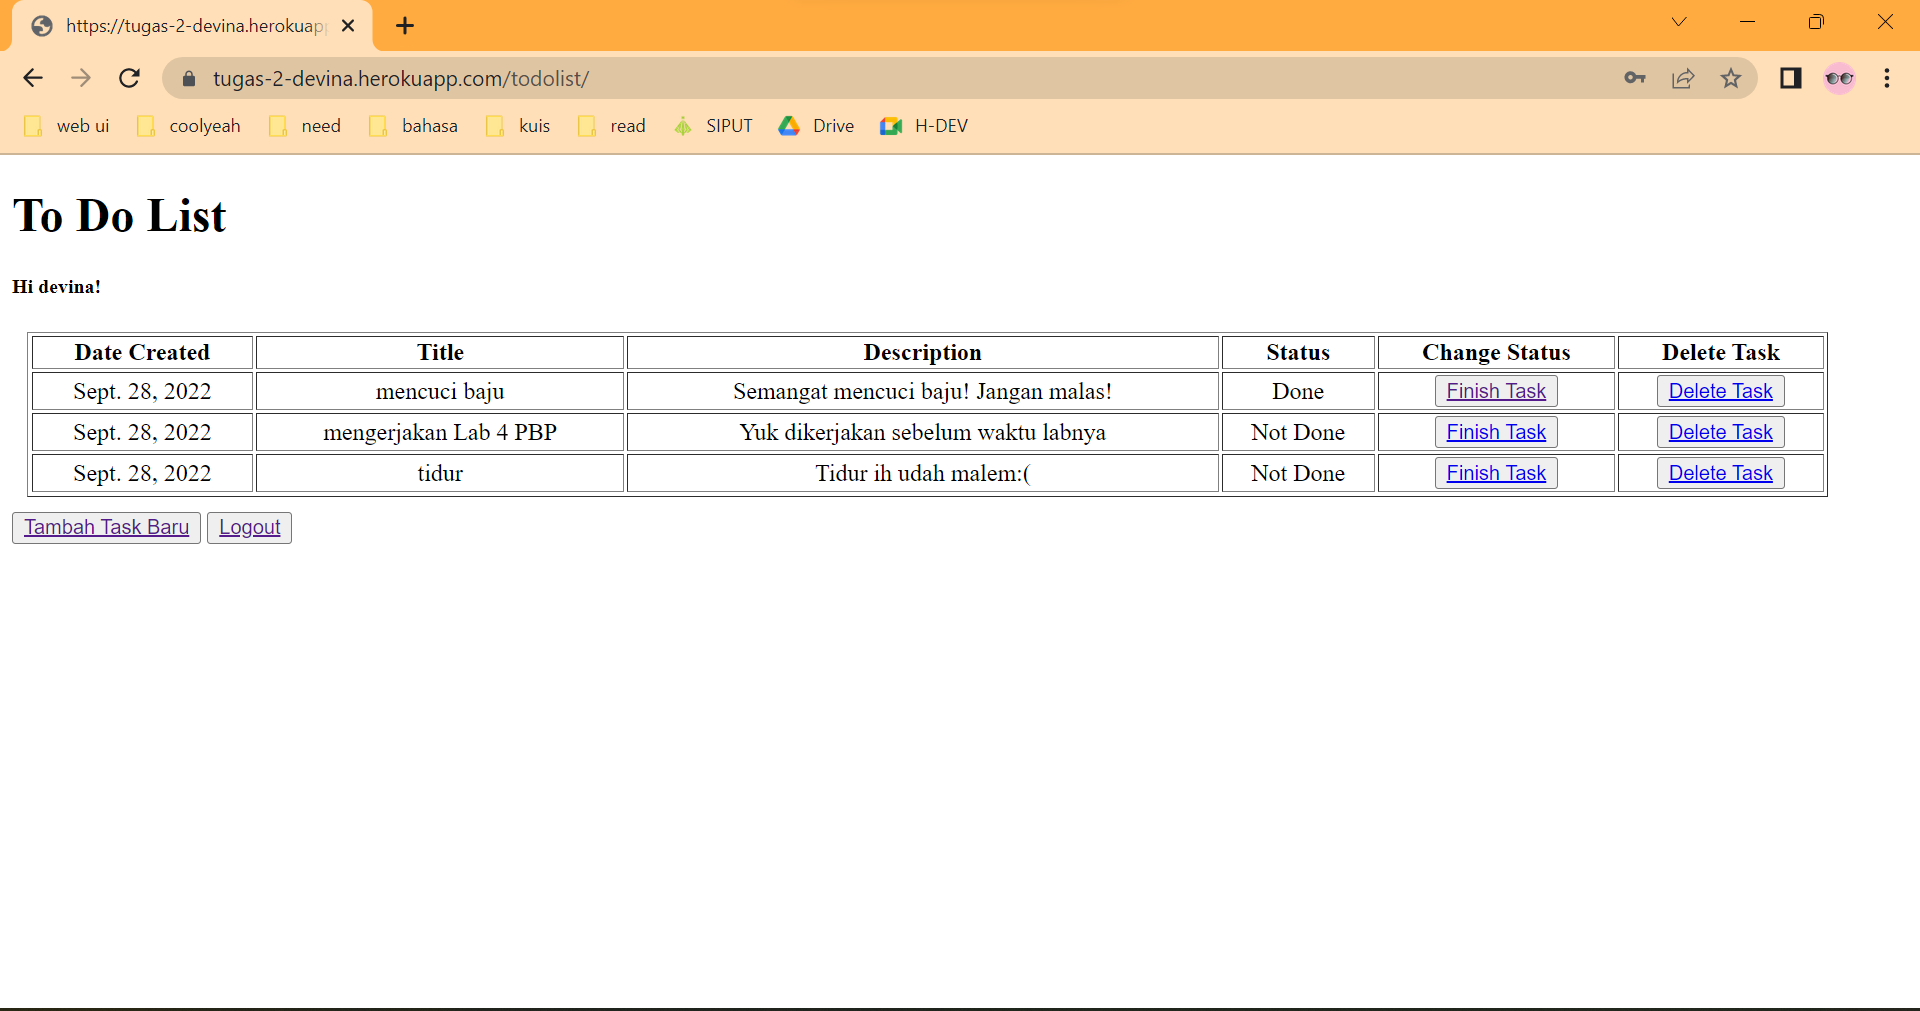 https://tugas-2-devina.herokuap
tugas-2-devina.herokuapp.com/todolist/
web ui coolyeah need bahasa kuis read SIPUT Drive H-DEV
To Do List
Hi devina!
Date Created Title Description Status Change Status Delete Task
Sept. 28, 2022 mencuci baju Semangat mencuci baju! Jangan malas! Done Finish Task Delete Task
Sept. 28, 2022 mengerjakan Lab 4 PBP Yuk dikerjakan sebelum waktu labnya Not Done Finish Task Delete Task
Sept. 28, 2022 tidur Tidur ih udah malem:( Not Done Finish Task Delete Task
Tambah Task Baru Logout